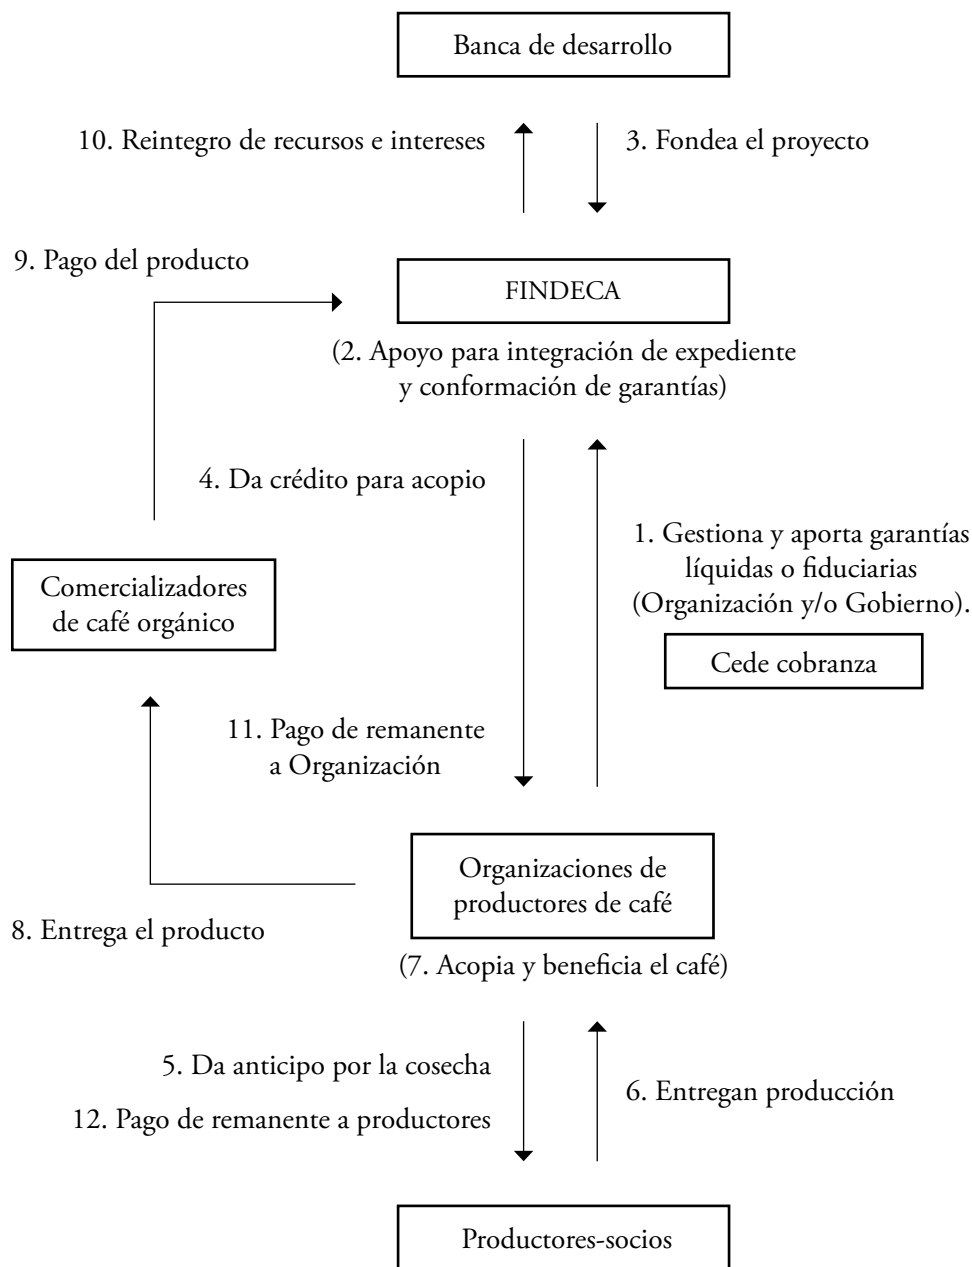 Banca de desarrollo
10. Reintegro de recursos e intereses
3. Fondea el proyecto
9. Pago del producto
FINDECA
(2. Apoyo para integración de expediente
y conformación de garantías)
4. Da crédito para acopio
1. Gestiona y aporta garantías
líquidas o fiduciarias
(Organización y/o Gobierno).
Comercializadores
de café orgánico
Cede cobranza
11. Pago de remanente
a Organización
Organizaciones de
productores de café
8. Entrega el producto
(7. Acopia y beneficia el café)
5. Da anticipo por la cosecha
12. Pago de remanente a productores
6. Entregan producción
Productores-socios